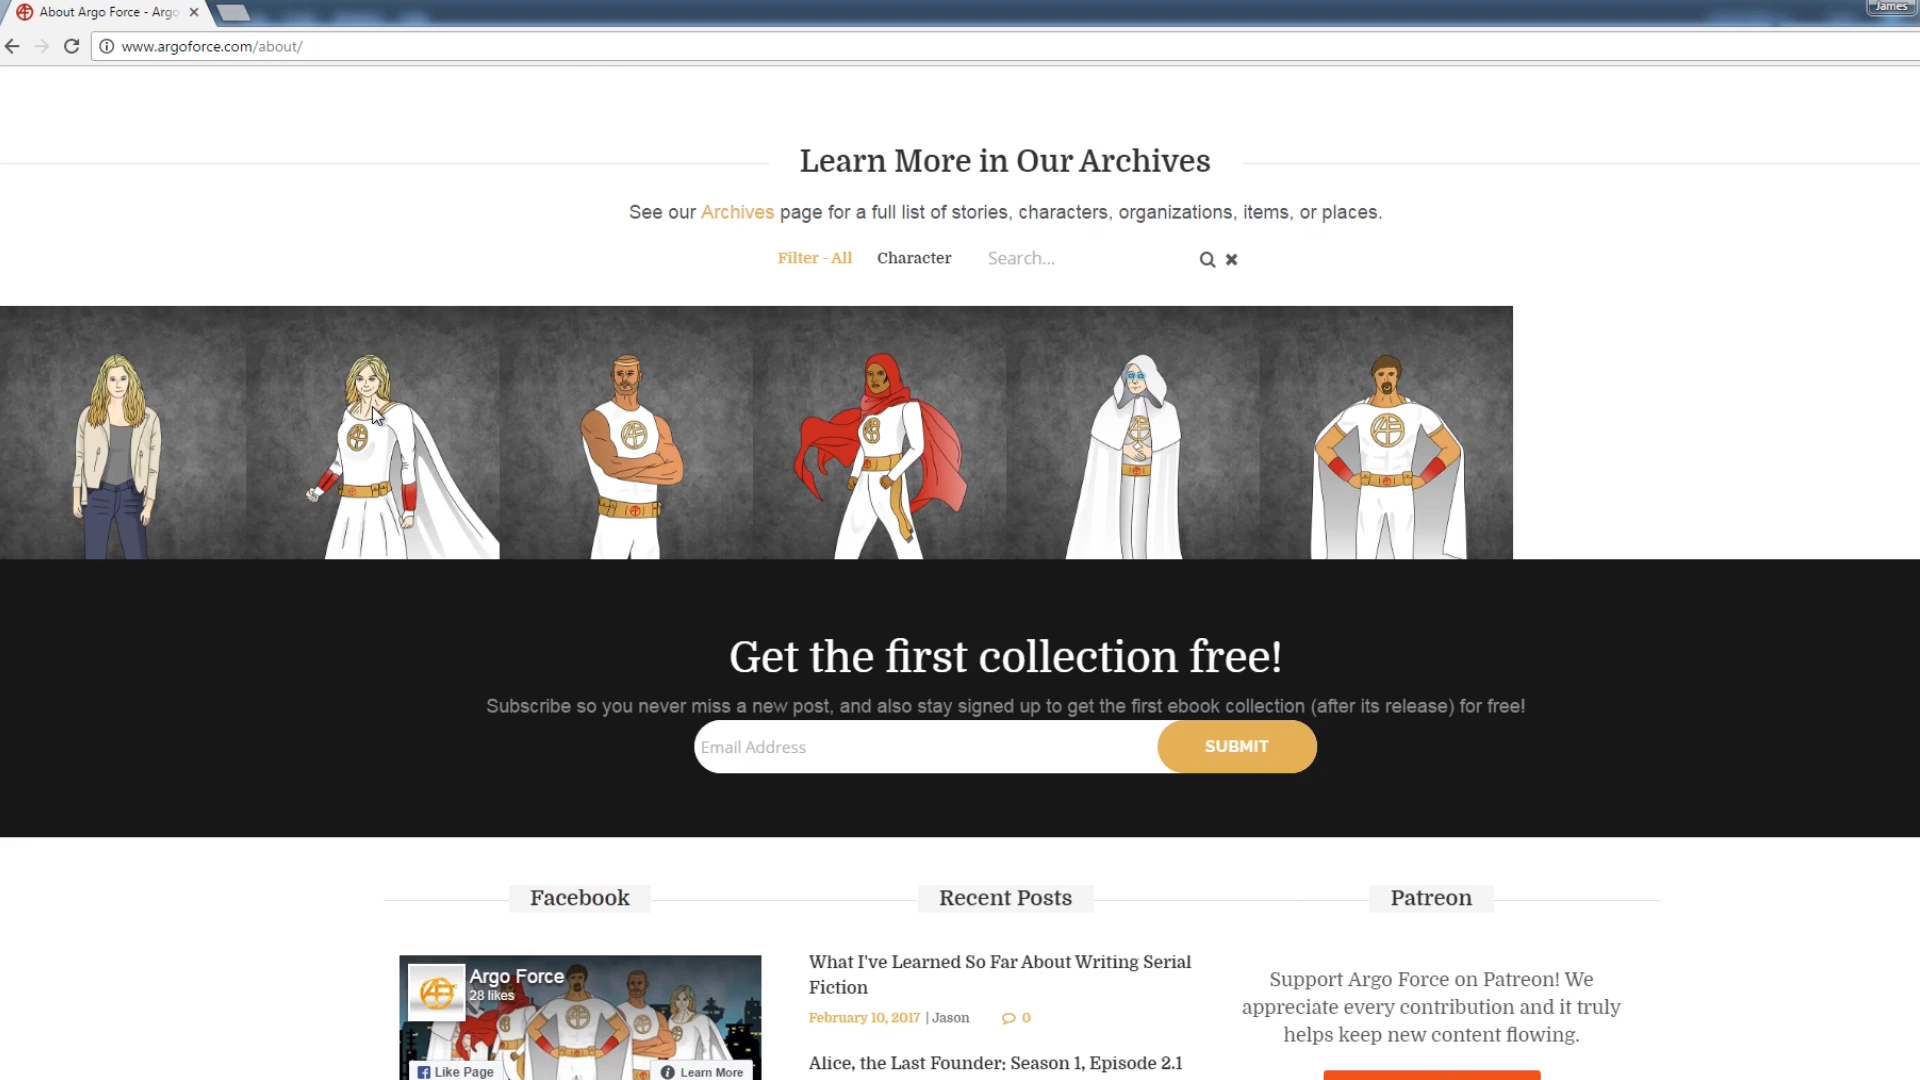 About Argo Force - Argo
James
www.argoforce.com/about/
Learn More in Our Archives
See our Archives page for a full list of stories, characters, organizations, items, or places.
Filter - All Character Search...
Get the first collection free!
Subscribe so you never miss a new post, and also stay signed up to get the first ebook collection (after its release) for free!
Email Address SUBMIT
Facebook
Recent Posts
Patreon
Argo Force
28 likes
Like Page
Learn More
What I've Learned So Far About Writing Serial
Fiction
February 10, 2017 | Jason 0
Alice, the Last Founder: Season 1, Episode 2.1
Support Argo Force on Patreon! We
appreciate every contribution and it truly
helps keep new content flowing.